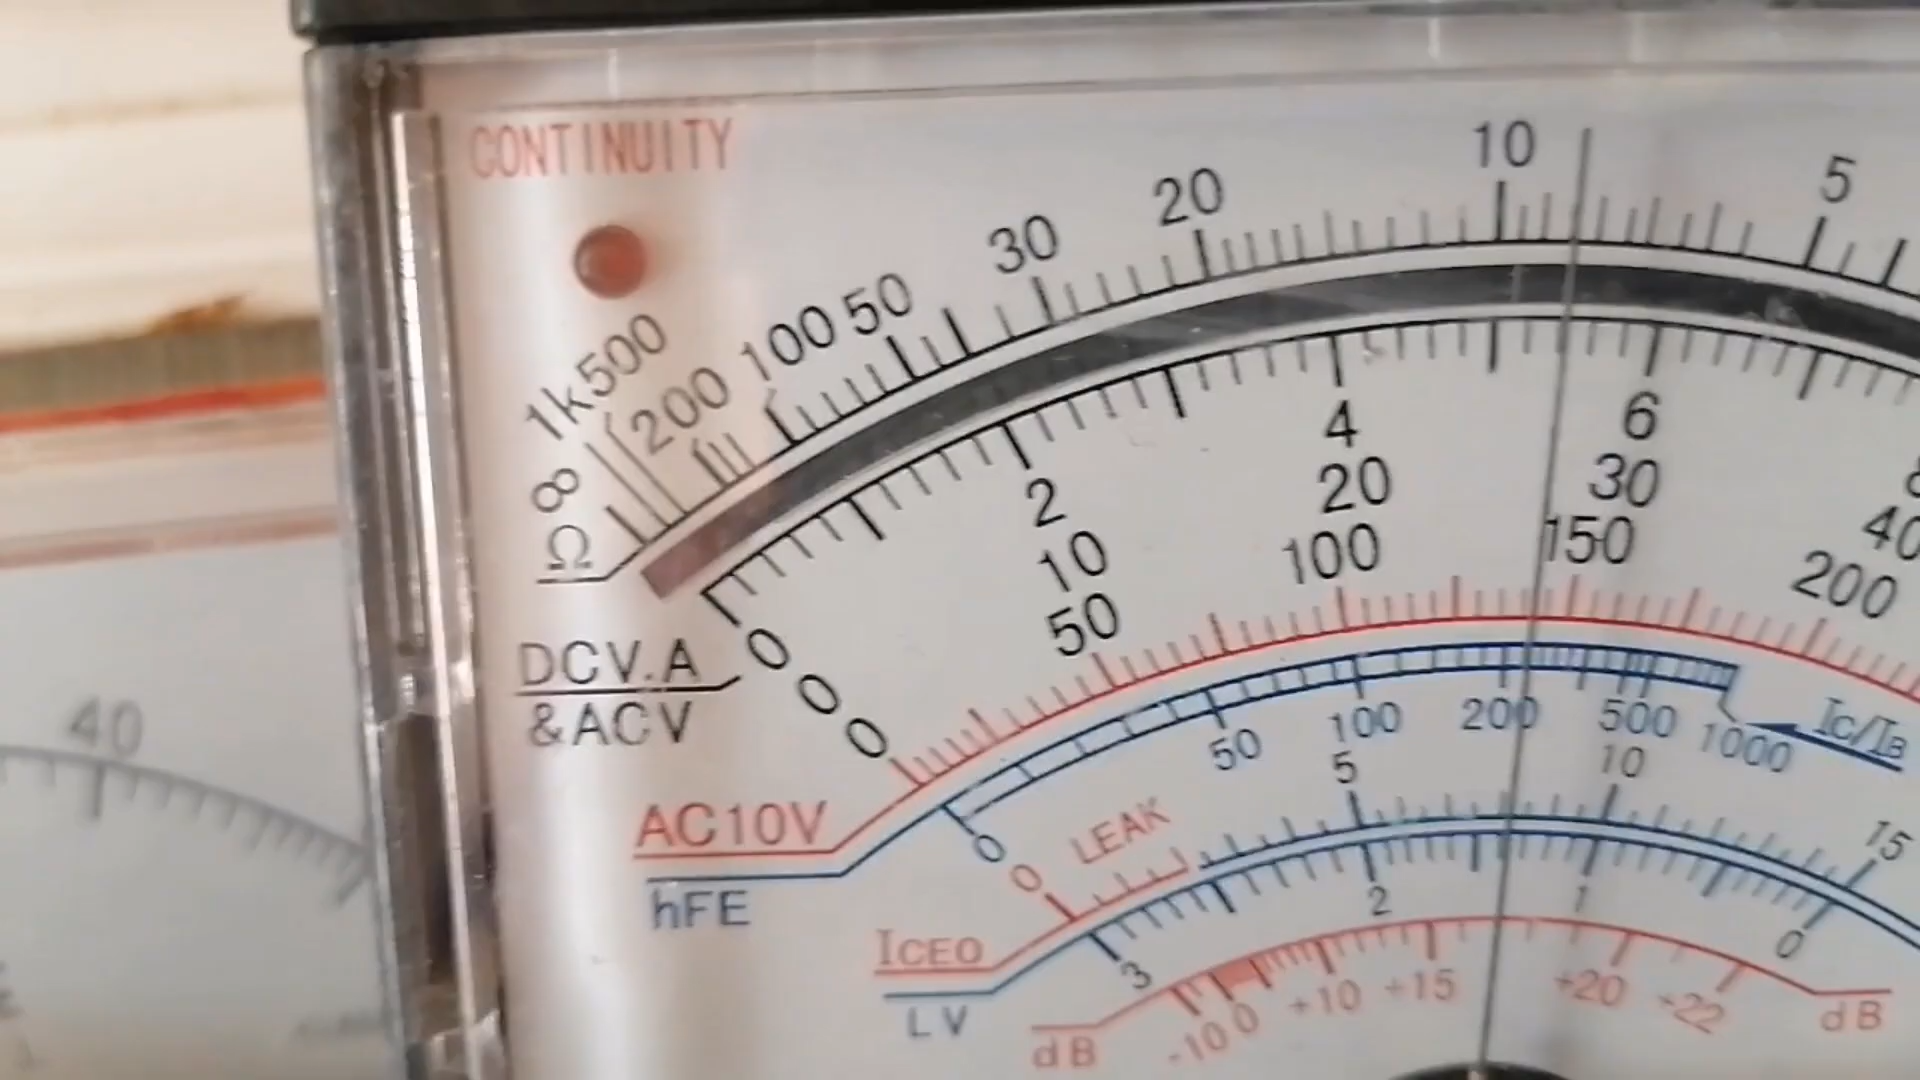 CONTINUITY
Ω ∞ 1k 500 200 100 50 30 20 10 5
DCV.A
&ACV
0 2 4 6
0 10 20 30 40
0 50 100 150 200
AC10V
hFE
0 50 100 200 500 1000 Ic/IB
ICEO
0 LEAK 5 10 15
LV
3 2 1 0
dB -10 0 +10 +15 +20 +22 dB
40